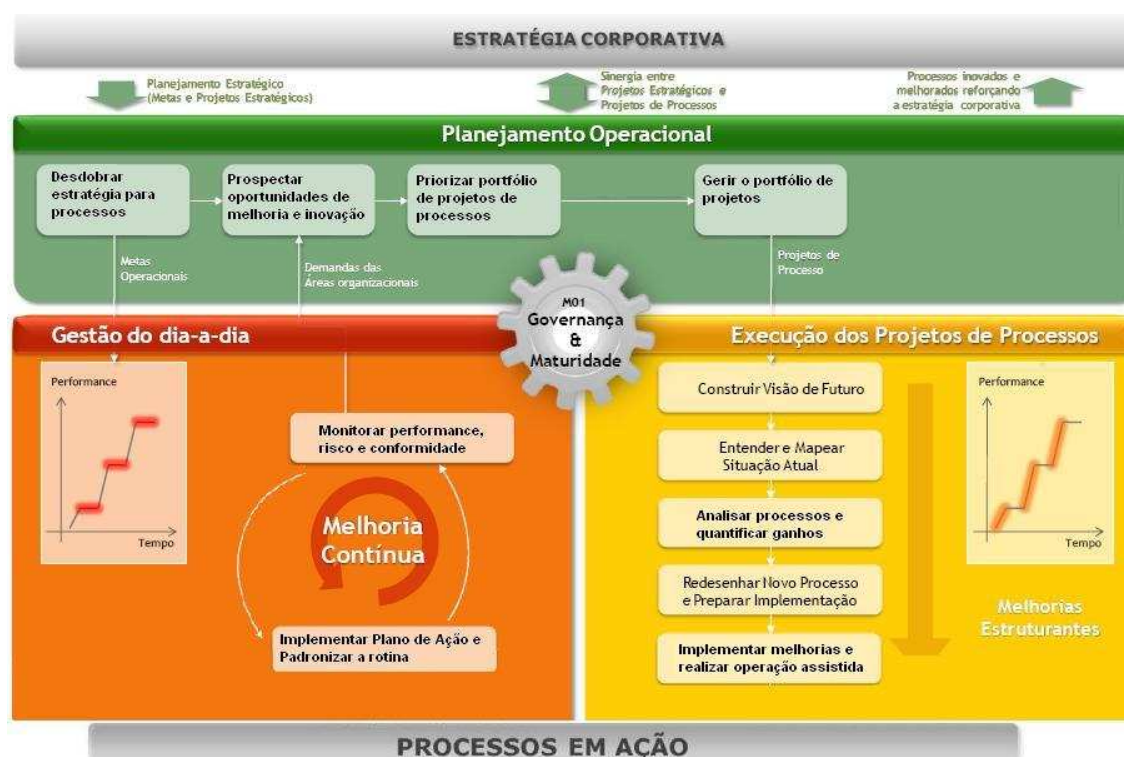 ESTRATÉGIA CORPORATIVA
Planejamento Estratégico
(Metas e Projetos Estratégicos)
Sinergia entre
Projetos Estratégicos e
Projetos de Processos
Processos inovados e
melhorados reforçando
a estratégia corporativa
Planejamento Operacional
Desdobrar
estratégia para
processos
Prospectar
oportunidades de
melhoria e inovação
Priorizar portfólio
de projetos de
processos
Gerir o portfólio de
projetos
Metas
Operacionais
Demandas das
Áreas organizacionais
Projetos de
Processo
M01
Governança
&
Maturidade
Gestão do dia-a-dia
Performance
Tempo
Monitorar performance,
risco e conformidade
Melhoria
Contínua
Implementar Plano de Ação e
Padronizar a rotina
Execução dos Projetos de Processos
Construir Visão de Futuro
Entender e Mapear
Situação Atual
Analisar processos e
quantificar ganhos
Redesenhar Novo Processo
e Preparar Implementação
Implementar melhorias e
realizar operação assistida
Performance
Tempo
Melhorias
Estruturantes
PROCESSOS EM AÇÃO